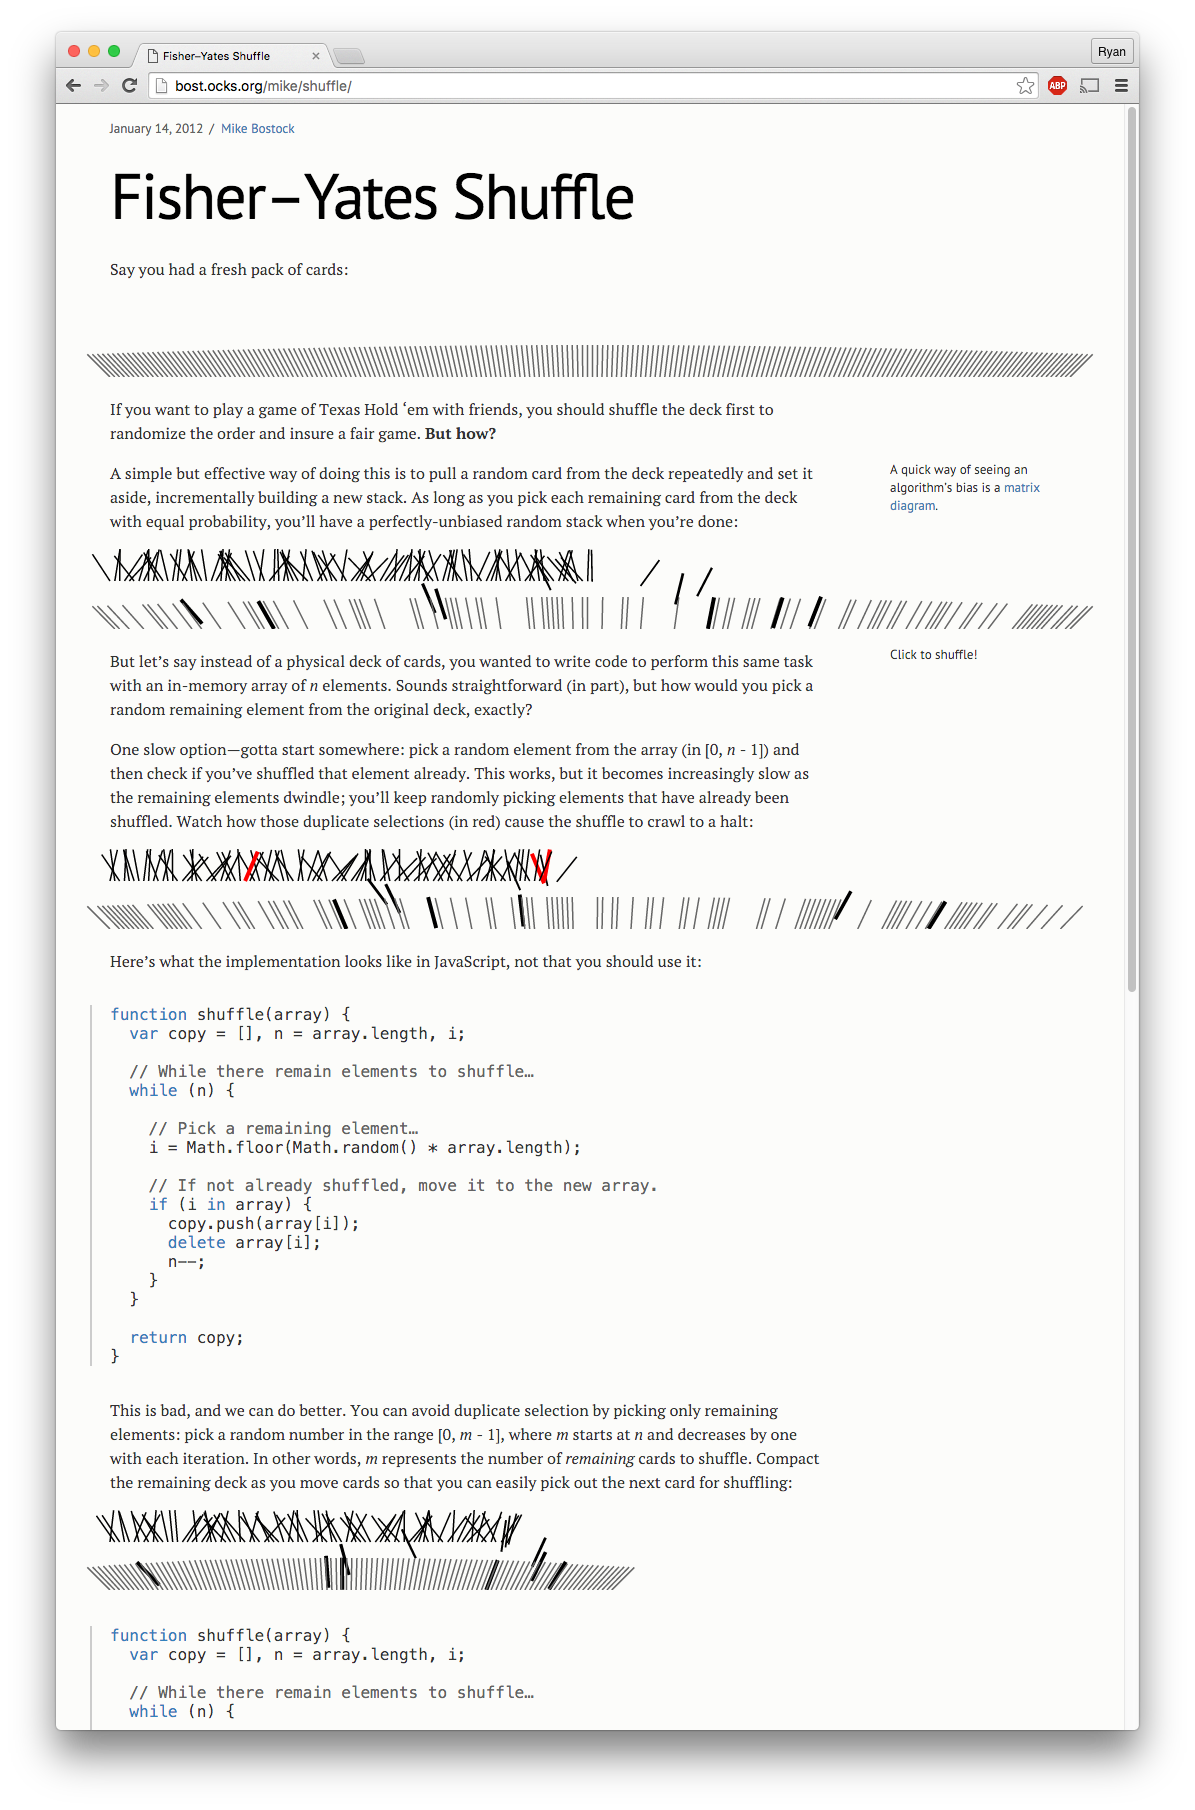 Fisher–Yates Shuffle
Ryan
bost.ocks.org/mike/shuffle/
ABP
January 14, 2012 / Mike Bostock
Fisher–Yates Shuffle
Say you had a fresh pack of cards:
If you want to play a game of Texas Hold ‘em with friends, you should shuffle the deck first to
randomize the order and insure a fair game. But how?
A simple but effective way of doing this is to pull a random card from the deck repeatedly and set it
aside, incrementally building a new stack. As long as you pick each remaining card from the deck
with equal probability, you’ll have a perfectly-unbiased random stack when you’re done:
A quick way of seeing an
algorithm’s bias is a matrix
diagram.
But let’s say instead of a physical deck of cards, you wanted to write code to perform this same task
with an in-memory array of n elements. Sounds straightforward (in part), but how would you pick a
random remaining element from the original deck, exactly?
Click to shuffle!
One slow option—gotta start somewhere: pick a random element from the array (in [0, n - 1]) and
then check if you’ve shuffled that element already. This works, but it becomes increasingly slow as
the remaining elements dwindle; you’ll keep randomly picking elements that have already been
shuffled. Watch how those duplicate selections (in red) cause the shuffle to crawl to a halt:
Here’s what the implementation looks like in JavaScript, not that you should use it:
function shuffle(array) {
  var copy = [], n = array.length, i;
  // While there remain elements to shuffle…
  while (n) {
    // Pick a remaining element…
    i = Math.floor(Math.random() * array.length);
    // If not already shuffled, move it to the new array.
    if (i in array) {
      copy.push(array[i]);
      delete array[i];
      n--;
    }
  }
  return copy;
}
This is bad, and we can do better. You can avoid duplicate selection by picking only remaining
elements: pick a random number in the range [0, m - 1], where m starts at n and decreases by one
with each iteration. In other words, m represents the number of remaining cards to shuffle. Compact
the remaining deck as you move cards so that you can easily pick out the next card for shuffling:
function shuffle(array) {
  var copy = [], n = array.length, i;
  // While there remain elements to shuffle…
  while (n) {